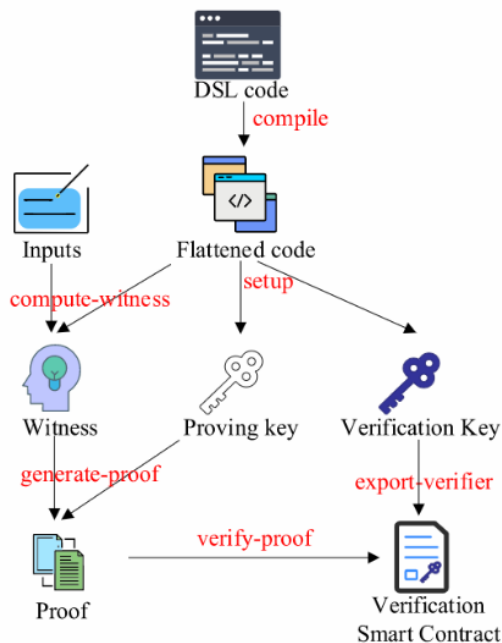 DSL code
compile
</>
Inputs
Flattened code
compute-witness
setup
Witness
Proving key
Verification Key
generate-proof
export-verifier
verify-proof
Proof
Verification
Smart Contract